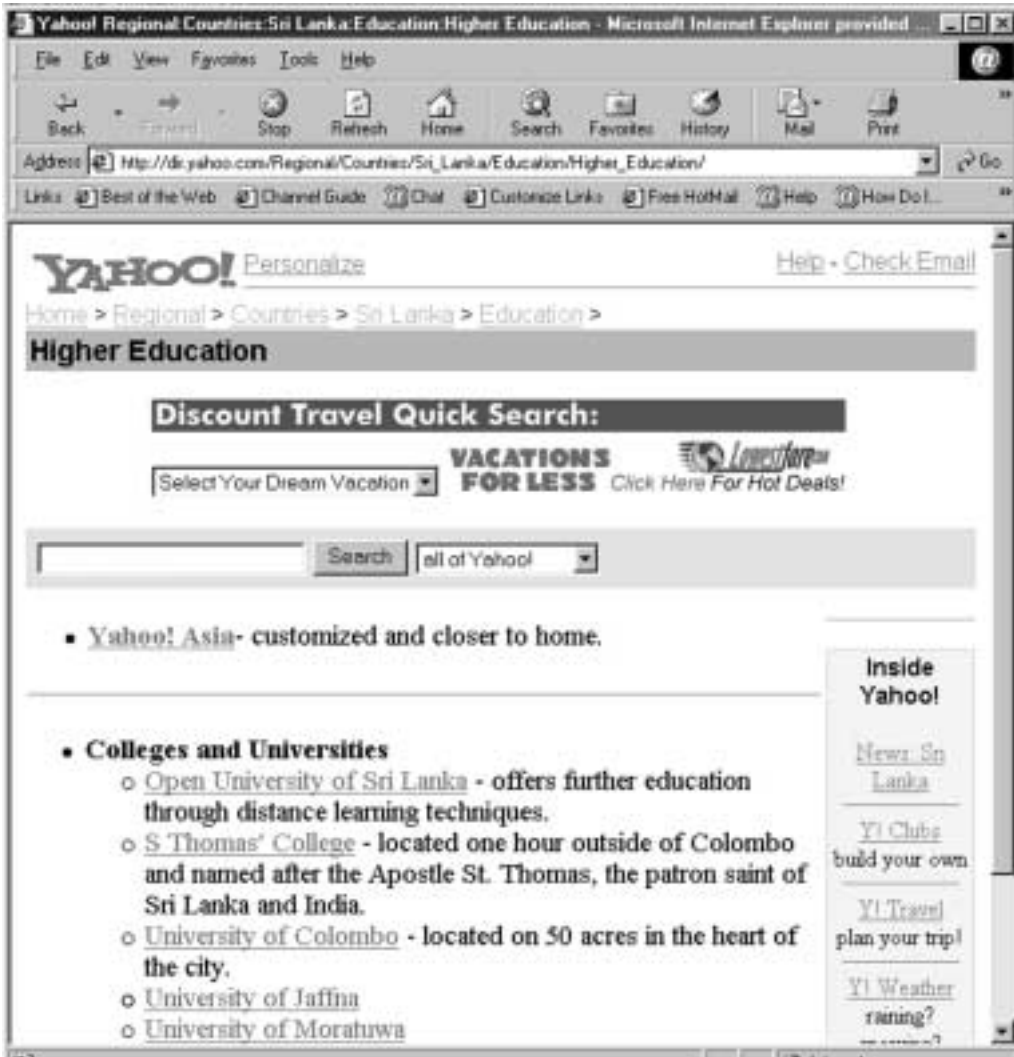 Yahoo! Regional:Countries:Sri Lanka:Education:Higher Education - Microsoft Internet Explorer provided ...
File Edit View Favorites Tools Help
Back Forward Stop Refresh Home Search Favorites History Mail Print
Address http://dir.yahoo.com/Regional/Countries/Sri_Lanka/Education/Higher_Education/ Go
Links Best of the Web Channel Guide Chat Customize Links Free HotMail Help How Do I...
YAHOO! Personalize Help - Check Email
Home > Regional > Countries > Sri Lanka > Education >
Higher Education
Discount Travel Quick Search:
Select Your Dream Vacation VACATIONS FOR LESS Lowestfare.com
Click Here For Hot Deals!
Search all of Yahoo!
Yahoo! Asia- customized and closer to home.
Colleges and Universities
Open University of Sri Lanka - offers further education
through distance learning techniques.
S Thomas' College - located one hour outside of Colombo
and named after the Apostle St. Thomas, the patron saint of
Sri Lanka and India.
University of Colombo - located on 50 acres in the heart of
the city.
University of Jaffna
University of Moratuwa
Inside
Yahoo!
News: Sri
Lanka
Y! Clubs
build your own
Y! Travel
plan your trip!
Y! Weather
raining?